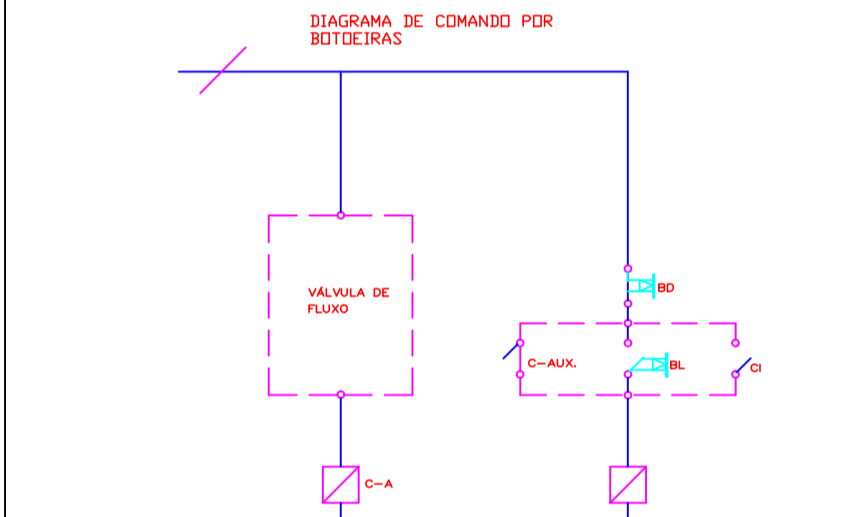 DIAGRAMA DE COMANDO POR
BOTOEIRAS
VÁLVULA DE
FLUXO
BD
C-AUX.
BL
CI
C-A